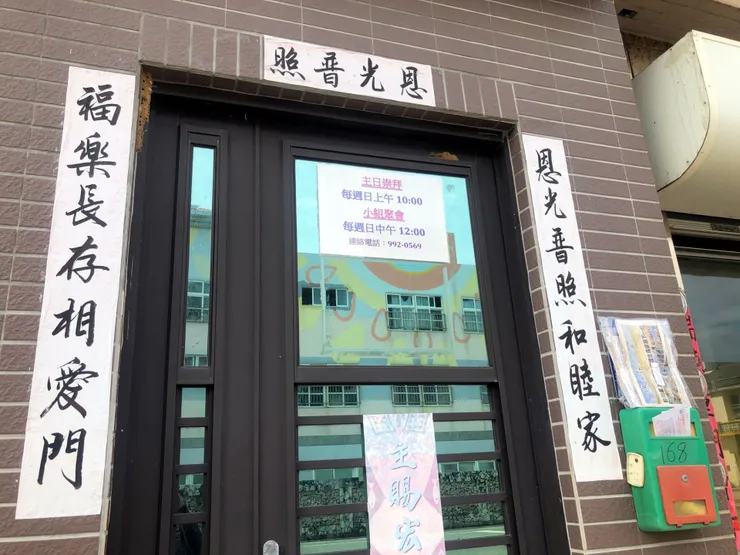 恩光普照
恩光普照和睦家
福樂長存相愛門
主日崇拜
每週日上午 10:00
小組聚會
每週日中午 12:00
連絡電話：992-0569
主賜宏
168